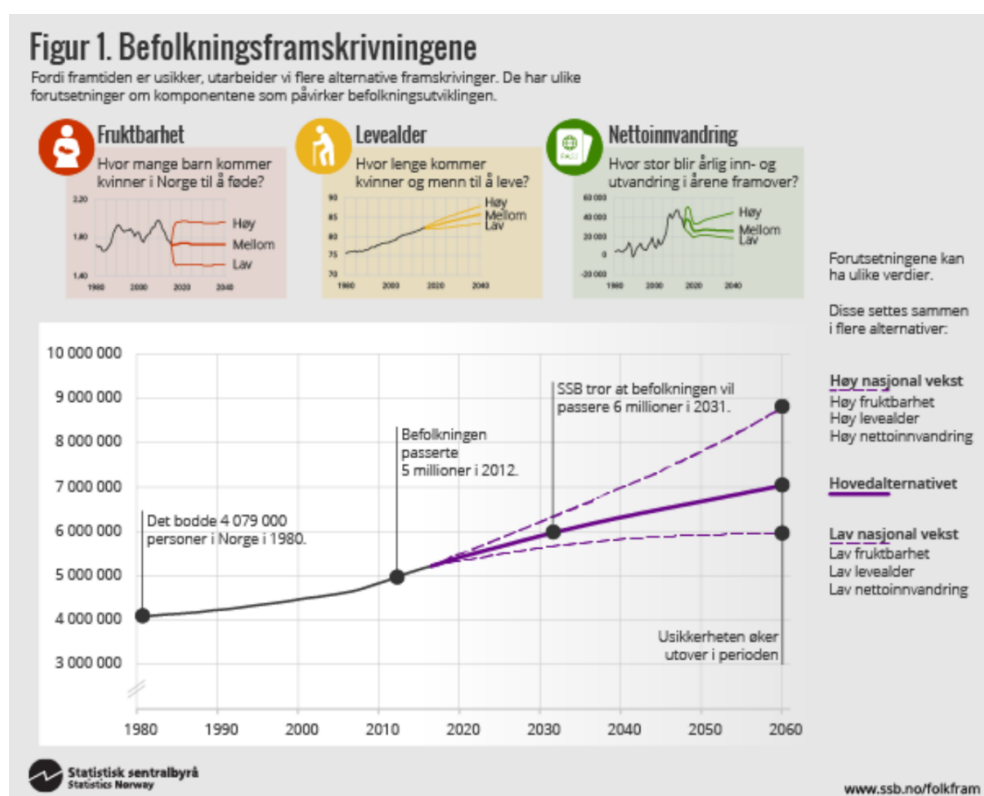 Figur 1. Befolkningsframskrivningene
Fordi framtiden er usikker, utarbeider vi flere alternative framskrivinger. De har ulike
forutsetninger om komponentene som påvirker befolkningsutviklingen.
Fruktbarhet
Hvor mange barn kommer
kvinner i Norge til å føde?
2,20
1,80
1,40
1980
2000
2020
2040
Høy
Mellom
Lav
Levealder
Hvor lenge kommer
kvinner og menn til å leve?
90
85
80
75
70
1980
2000
2020
2040
Høy
Mellom
Lav
PASS
Nettoinnvandring
Hvor stor blir årlig inn- og
utvandring i årene framover?
60 000
40 000
20 000
0
-20 000
1980
2000
2020
2040
Høy
Mellom
Lav
Forutsetningene kan
ha ulike verdier.
Disse settes sammen
i flere alternativer:
Høy nasjonal vekst
Høy fruktbarhet
Høy levealder
Høy nettoinnvandring
Hovedalternativet
Lav nasjonal vekst
Lav fruktbarhet
Lav levealder
Lav nettoinnvandring
10 000 000
9 000 000
8 000 000
7 000 000
6 000 000
5 000 000
4 000 000
3 000 000
Det bodde 4 079 000
personer i Norge i 1980.
Befolkningen
passerte
5 millioner i 2012.
SSB tror at befolkningen vil
passere 6 millioner i 2031.
Usikkerheten øker
utover i perioden
1980
1990
2000
2010
2020
2030
2040
2050
2060
Statistisk sentralbyrå
Statistics Norway
www.ssb.no/folkfram